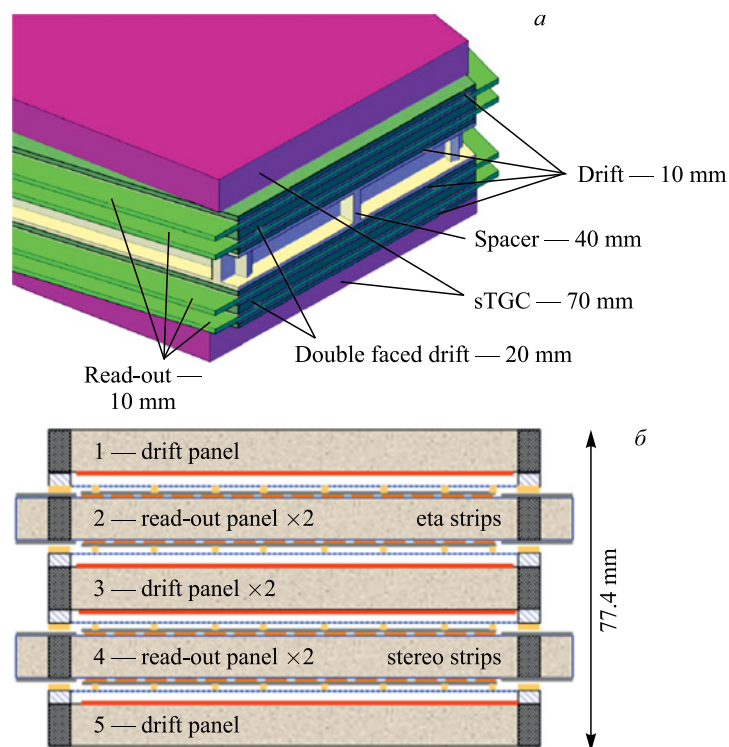 a
Drift — 10 mm
Spacer — 40 mm
sTGC — 70 mm
Double faced drift — 20 mm
Read-out —
10 mm
б
1 — drift panel
2 — read-out panel ×2 eta strips
3 — drift panel ×2
4 — read-out panel ×2 stereo strips
5 — drift panel
77.4 mm